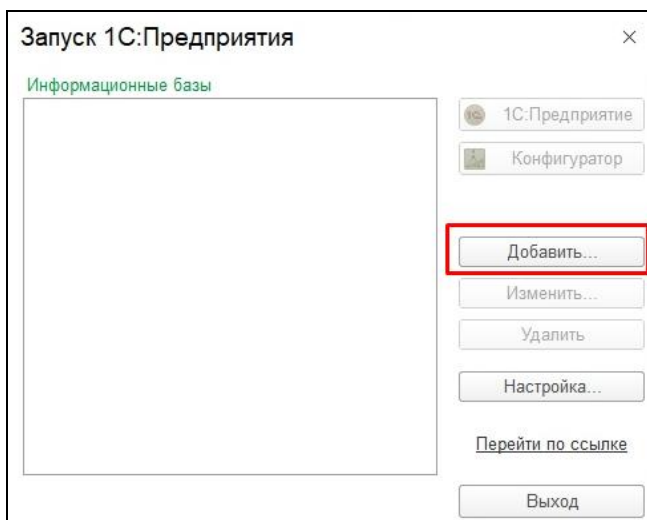 Запуск 1С:Предприятия
Информационные базы
1С:Предприятие
Конфигуратор
Добавить...
Изменить...
Удалить
Настройка...
Перейти по ссылке
Выход